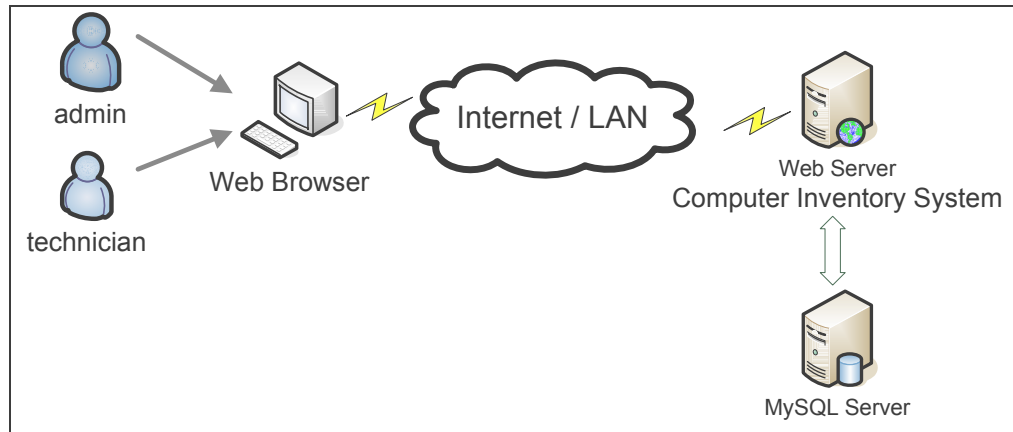 admin
technician
Web Browser
Internet / LAN
Web Server
Computer Inventory System
MySQL Server